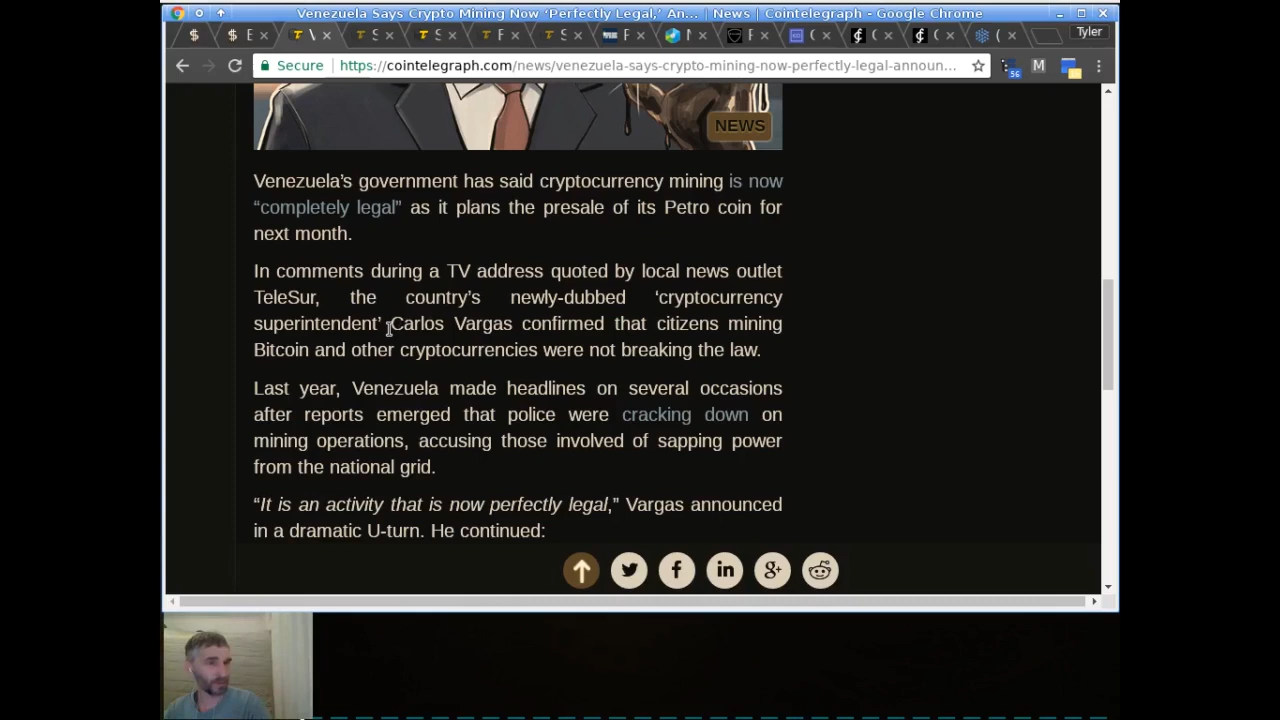 Venezuela Says Crypto Mining Now ‘Perfectly Legal,’ An... | News | Cointelegraph - Google Chrome
Tyler
Secure https://cointelegraph.com/news/venezuela-says-crypto-mining-now-perfectly-legal-announ...
56
M
NEWS
Venezuela’s government has said cryptocurrency mining is now
“completely legal” as it plans the presale of its Petro coin for
next month.
In comments during a TV address quoted by local news outlet
TeleSur, the country’s newly-dubbed ‘cryptocurrency
superintendent’ Carlos Vargas confirmed that citizens mining
Bitcoin and other cryptocurrencies were not breaking the law.
Last year, Venezuela made headlines on several occasions
after reports emerged that police were cracking down on
mining operations, accusing those involved of sapping power
from the national grid.
“It is an activity that is now perfectly legal,” Vargas announced
in a dramatic U-turn. He continued: